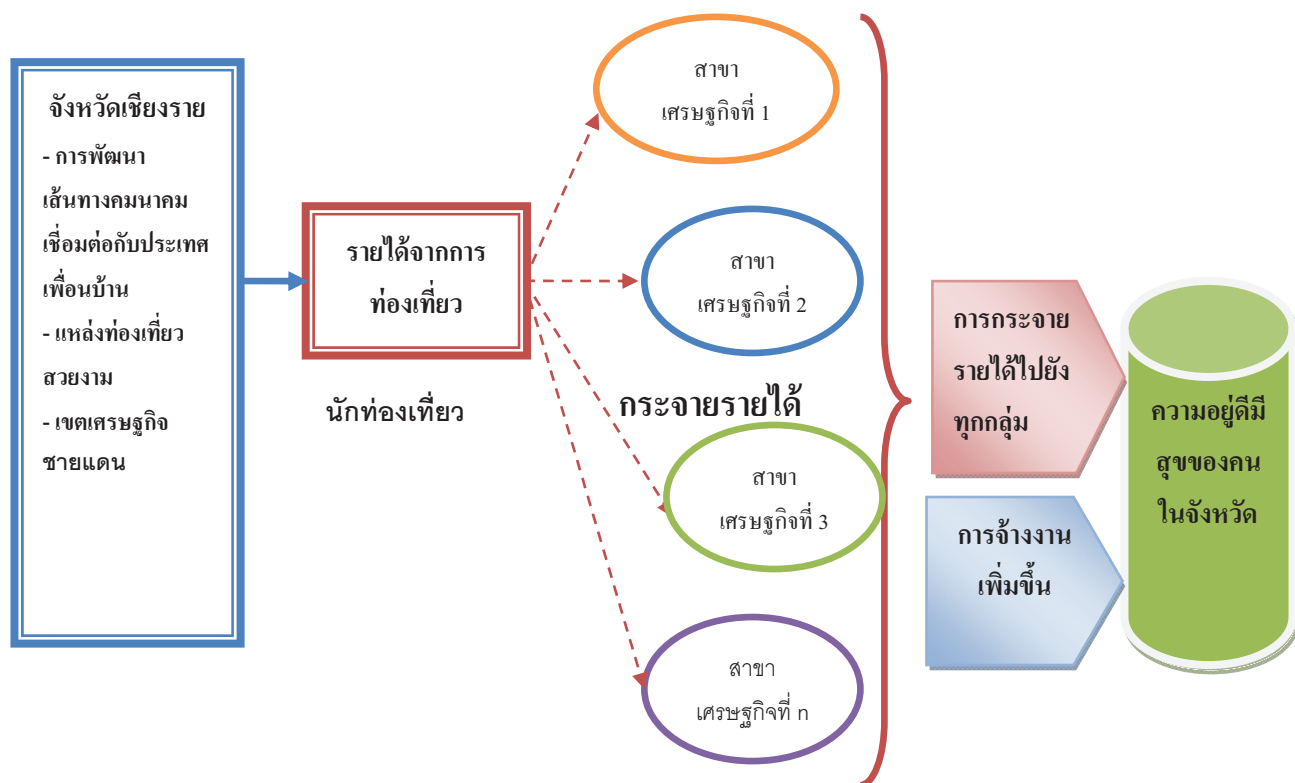 จังหวัดเชียงราย
- การพัฒนา
เส้นทางคมนาคม
เชื่อมต่อกับประเทศ
เพื่อนบ้าน
- แหล่งท่องเที่ยว
สวยงาม
- เขตเศรษฐกิจ
ชายแดน
รายได้จากการ
ท่องเที่ยว
นักท่องเที่ยว
สาขา
เศรษฐกิจที่ 1
สาขา
เศรษฐกิจที่ 2
กระจายรายได้
สาขา
เศรษฐกิจที่ 3
สาขา
เศรษฐกิจที่ n
การกระจาย
รายได้ไปยัง
ทุกกลุ่ม
การจ้างงาน
เพิ่มขึ้น
ความอยู่ดีมี
สุขของคน
ในจังหวัด